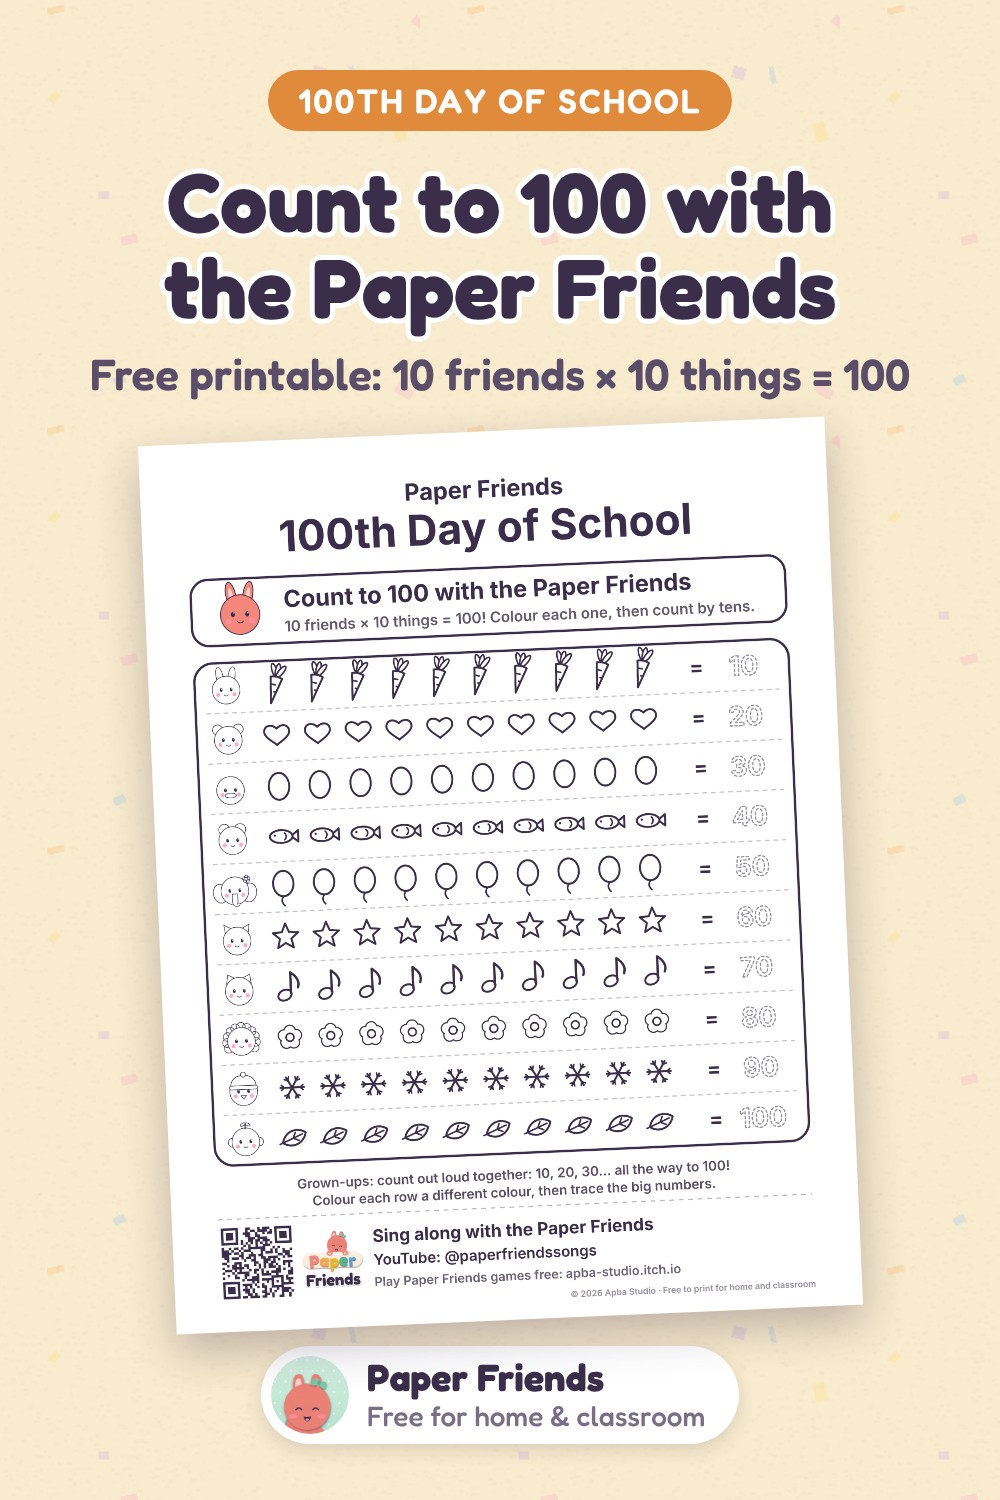 100TH DAY OF SCHOOL
Count to 100 with
the Paper Friends
Free printable: 10 friends × 10 things = 100
Paper Friends
100th Day of School
Count to 100 with the Paper Friends
10 friends × 10 things = 100! Colour each one, then count by tens.
= 10
= 20
= 30
= 40
= 50
= 60
= 70
= 80
= 90
= 100
Grown-ups: count out loud together: 10, 20, 30... all the way to 100!
Colour each row a different colour, then trace the big numbers.
Paper
Friends
Sing along with the Paper Friends
YouTube: @paperfriendssongs
Play Paper Friends games free: apba-studio.itch.io
© 2026 Apba Studio · Free to print for home and classroom
Paper Friends
Free for home & classroom